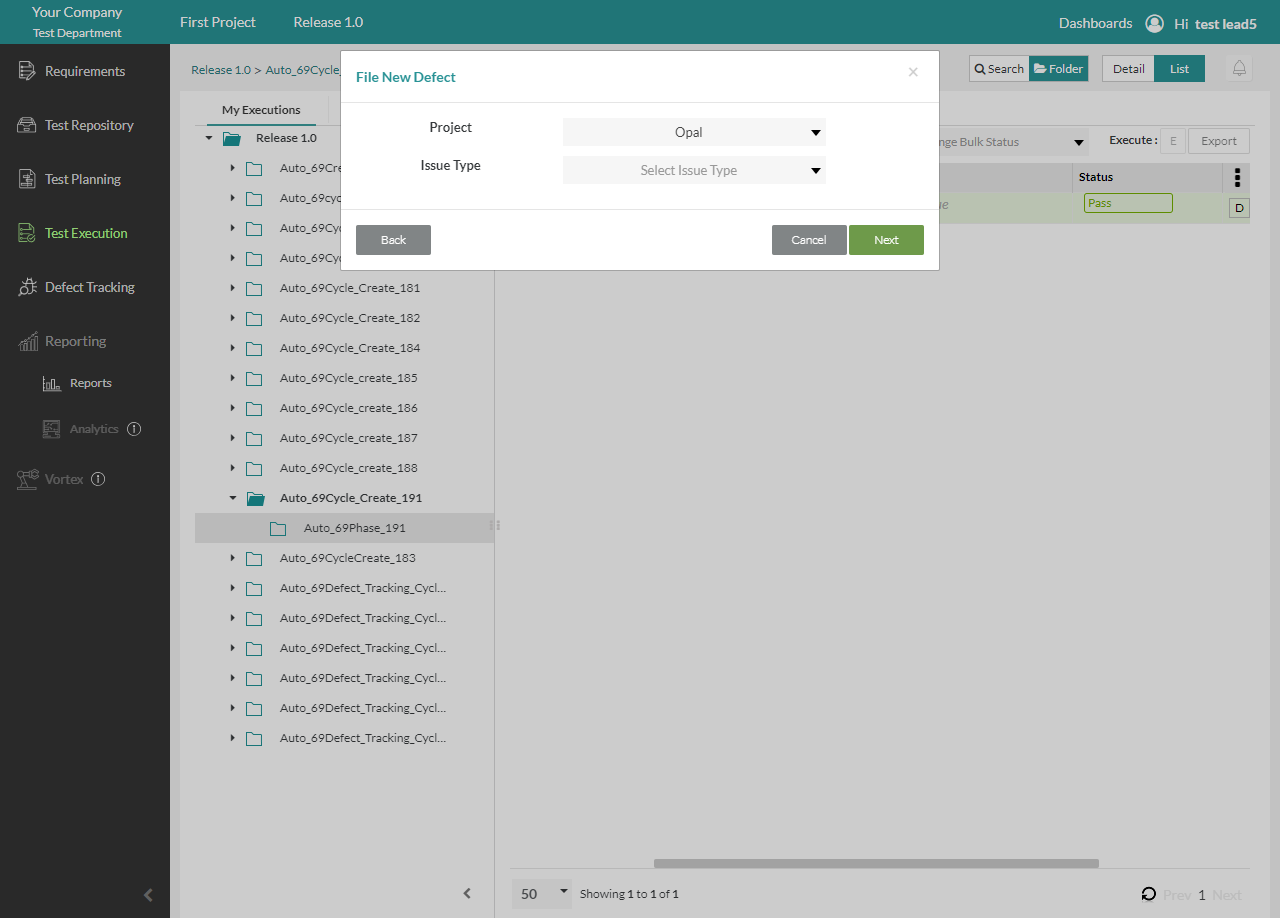 Your Company
Test Department
First Project
Release 1.0
Dashboards
Hi test lead5
Requirements
Test Repository
Test Planning
Test Execution
Defect Tracking
Reporting
Reports
Analytics
Vortex
Release 1.0 > Auto_69Cycle_
Search
Folder
Detail
List
My Executions
Release 1.0
Auto_69Cre
Auto_69cyc
Auto_69Cyc
Auto_69Cyc
Auto_69Cycle_Create_181
Auto_69Cycle_Create_182
Auto_69Cycle_Create_184
Auto_69Cycle_create_185
Auto_69Cycle_create_186
Auto_69Cycle_create_187
Auto_69Cycle_create_188
Auto_69Cycle_Create_191
Auto_69Phase_191
Auto_69CycleCreate_183
Auto_69Defect_Tracking_Cycl...
Auto_69Defect_Tracking_Cycl...
Auto_69Defect_Tracking_Cycl...
Auto_69Defect_Tracking_Cycl...
Auto_69Defect_Tracking_Cycl...
Auto_69Defect_Tracking_Cycl...
File New Defect
×
Project
Opal
Issue Type
Select Issue Type
Back
Cancel
Next
nge Bulk Status
Execute :
E
Export
Status
ue
Pass
D
50
Showing 1 to 1 of 1
Prev 1 Next